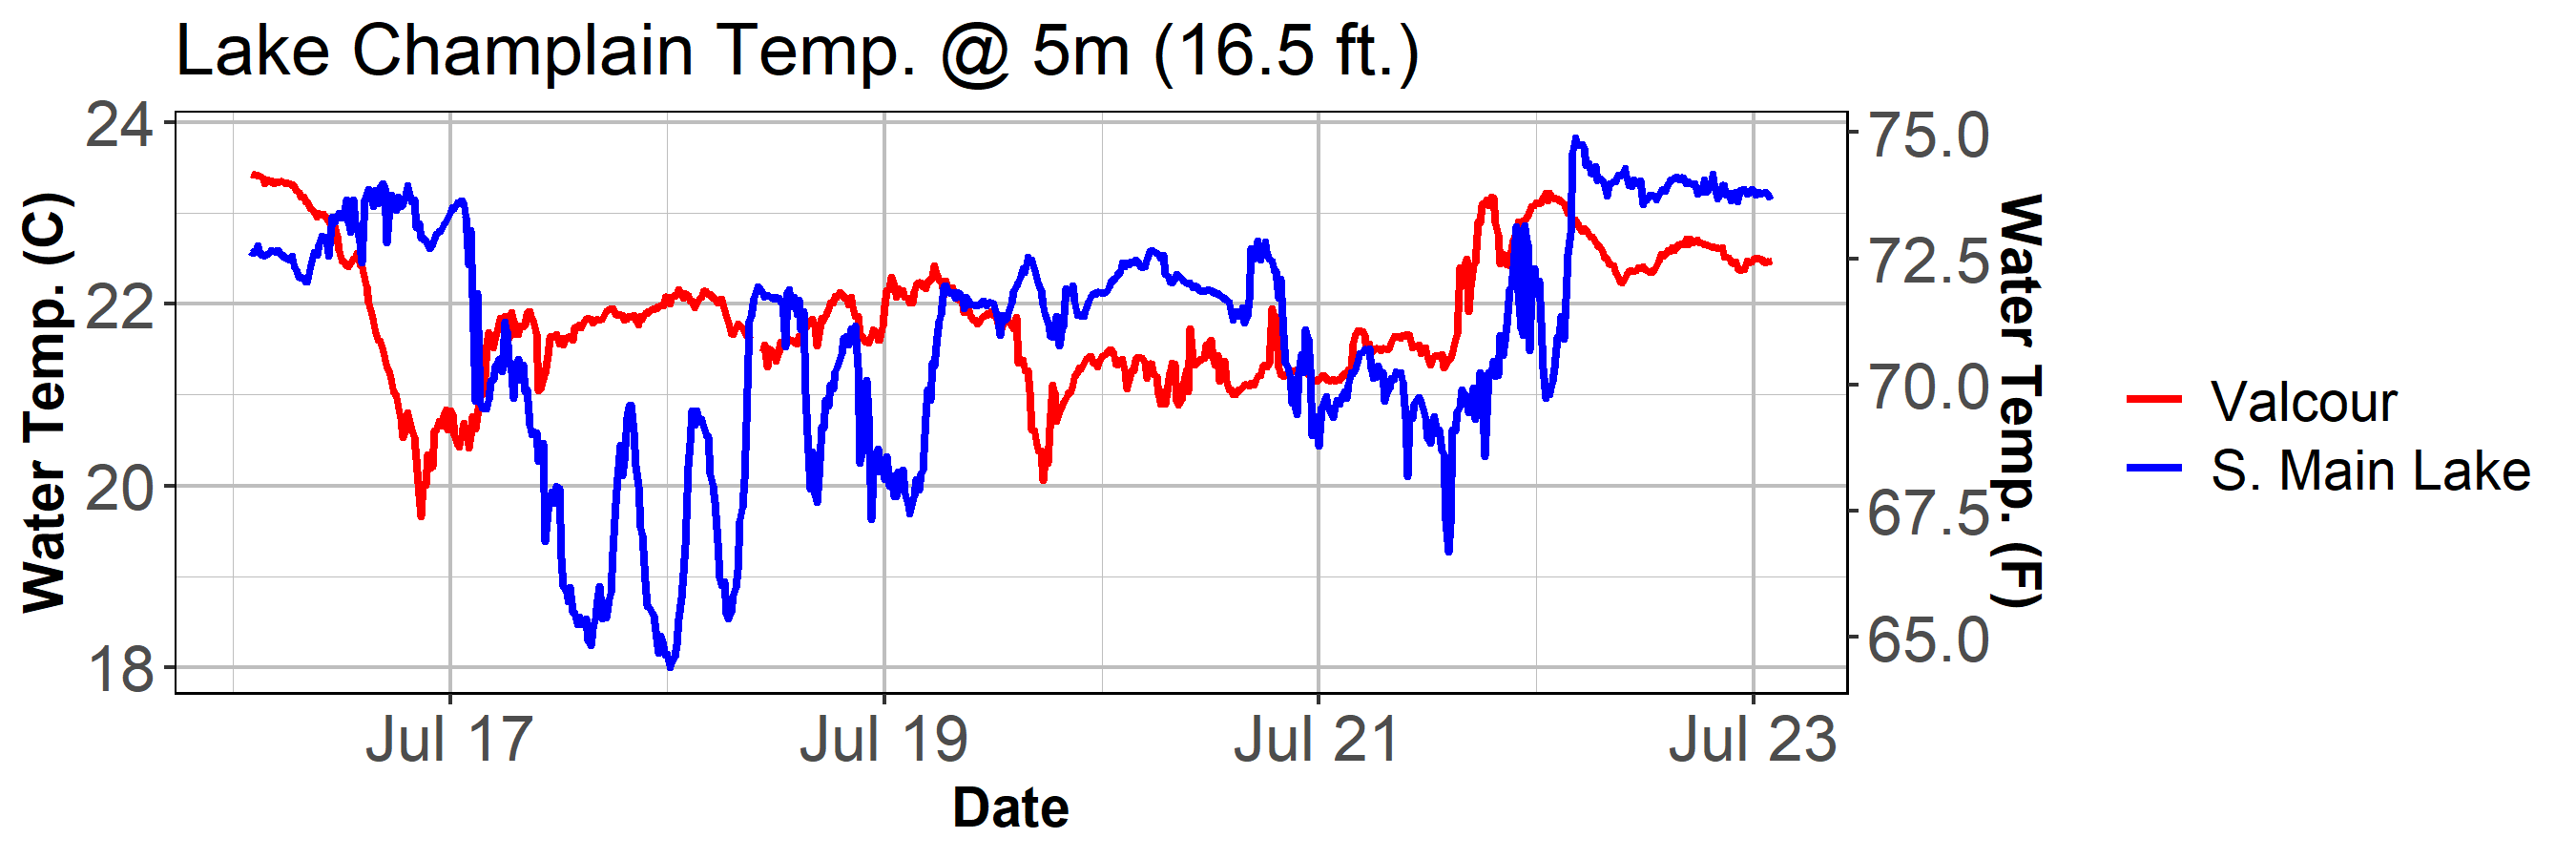 Lake Champlain Temp. @ 5m (16.5 ft.)
Water Temp. (C)
24
22
20
18
75.0
72.5
70.0
67.5
65.0
Water Temp. (F)
Valcour
S. Main Lake
Jul 17
Jul 19
Jul 21
Jul 23
Date